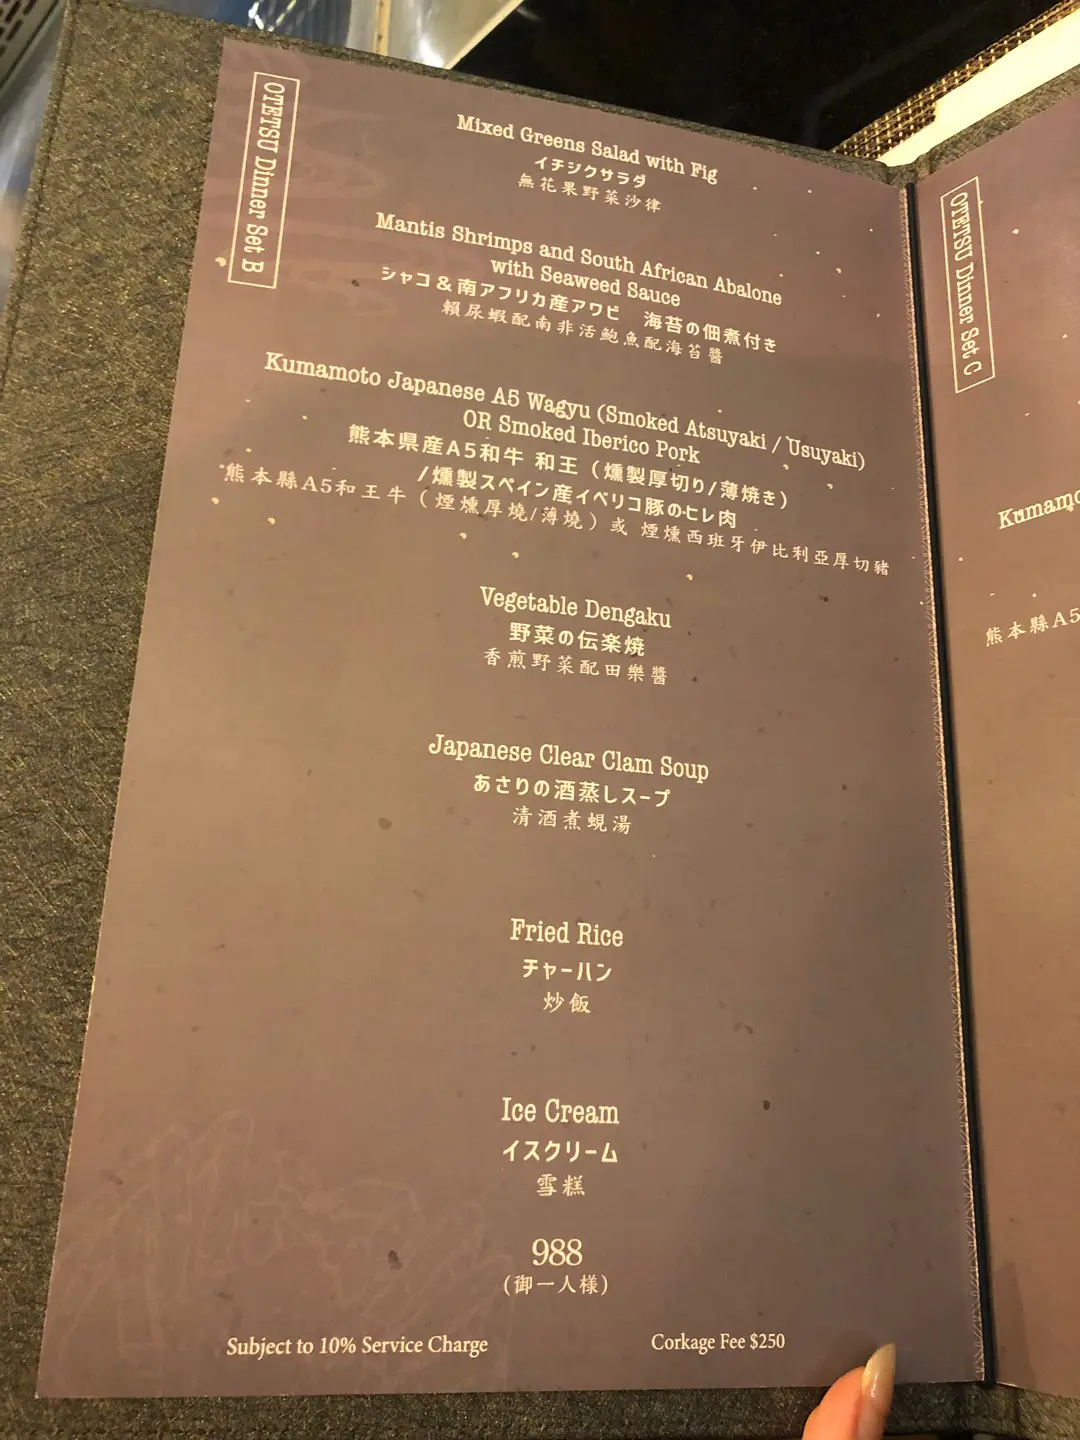 OTETSU Dinner Set B
Mixed Greens Salad with Fig
イチジクサラダ
無花果野菜沙律
Mantis Shrimps and South African Abalone
with Seaweed Sauce
シャコ & 南アフリカ産アワビ 海苔の佃煮付き
賴尿蝦配南非活鮑魚配海苔醬
Kumamoto Japanese A5 Wagyu (Smoked Atsuyaki / Usuyaki)
OR Smoked Iberico Pork
熊本県産A5和牛 和王（燻製厚切り/薄焼き）
/燻製スペイン産イベリコ豚のヒレ肉
熊本縣A5和王牛（煙燻厚燒/薄燒）或 煙燻西班牙伊比利亞厚切豬
Vegetable Dengaku
野菜の伝楽焼
香煎野菜配田樂醬
Japanese Clear Clam Soup
あさりの酒蒸しスープ
清酒煮蜆湯
Fried Rice
チャーハン
炒飯
Ice Cream
イスクリーム
雪糕
988
(御一人様)
Subject to 10% Service Charge
Corkage Fee $250
OTETSU Dinner Set C
Kumamo
熊本縣A5